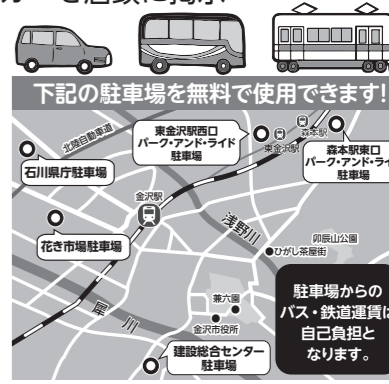 下記の駐車場を無料で使用できます!
北陸自動車道
東金沢駅西口
パーク・アンド・ライド
駐車場
森本駅
東金沢駅
森本駅東口
パーク・アンド・ライ
駐車場
石川県庁駐車場
金沢駅
花き市場駐車場
浅野川
卯辰山公園
ひがし茶屋街
兼六園
金沢市役所
犀川
建設総合センター
駐車場
駐車場からの
バス・鉄道運賃は
自己負担と
なります。